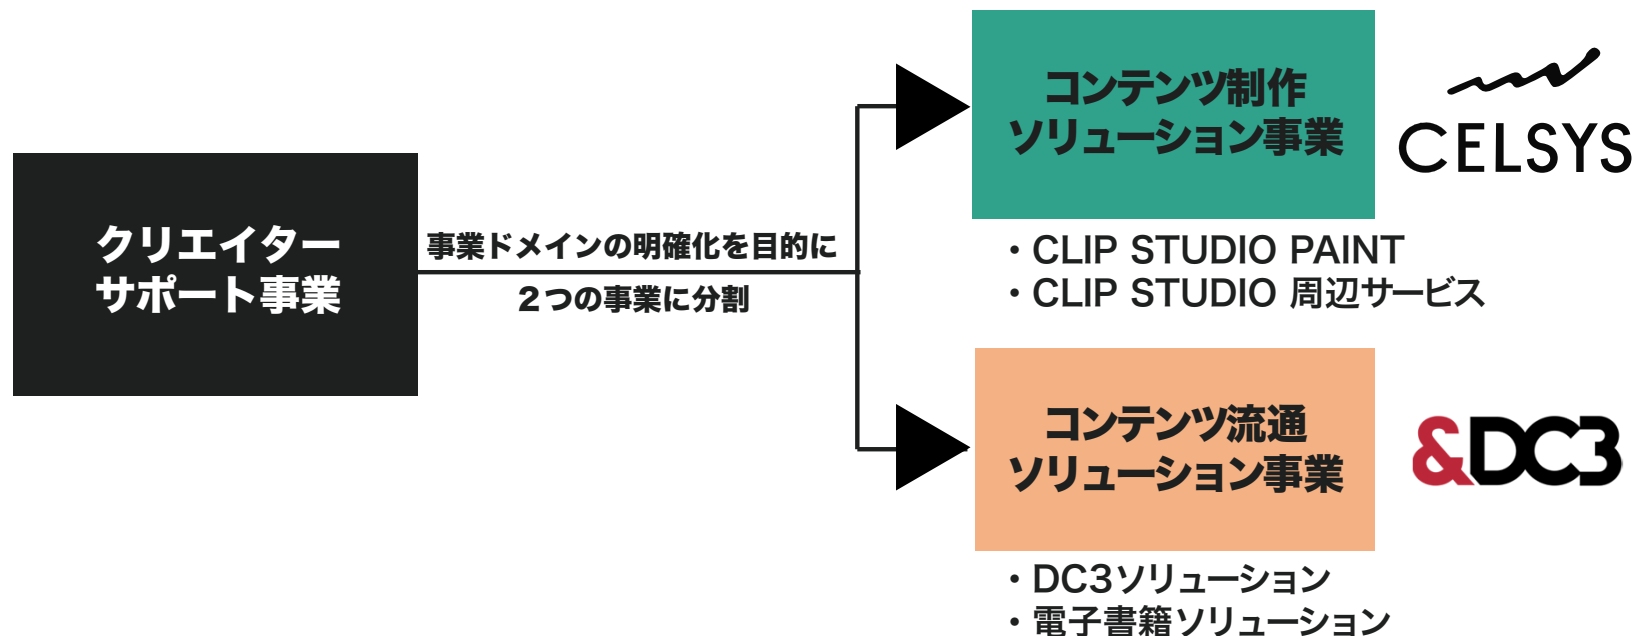 クリエイター
サポート事業
事業ドメインの明確化を目的に
２つの事業に分割
コンテンツ制作
ソリューション事業
CELSYS
・CLIP STUDIO PAINT
・CLIP STUDIO 周辺サービス
コンテンツ流通
ソリューション事業
&DC3
・DC3ソリューション
・電子書籍ソリューション